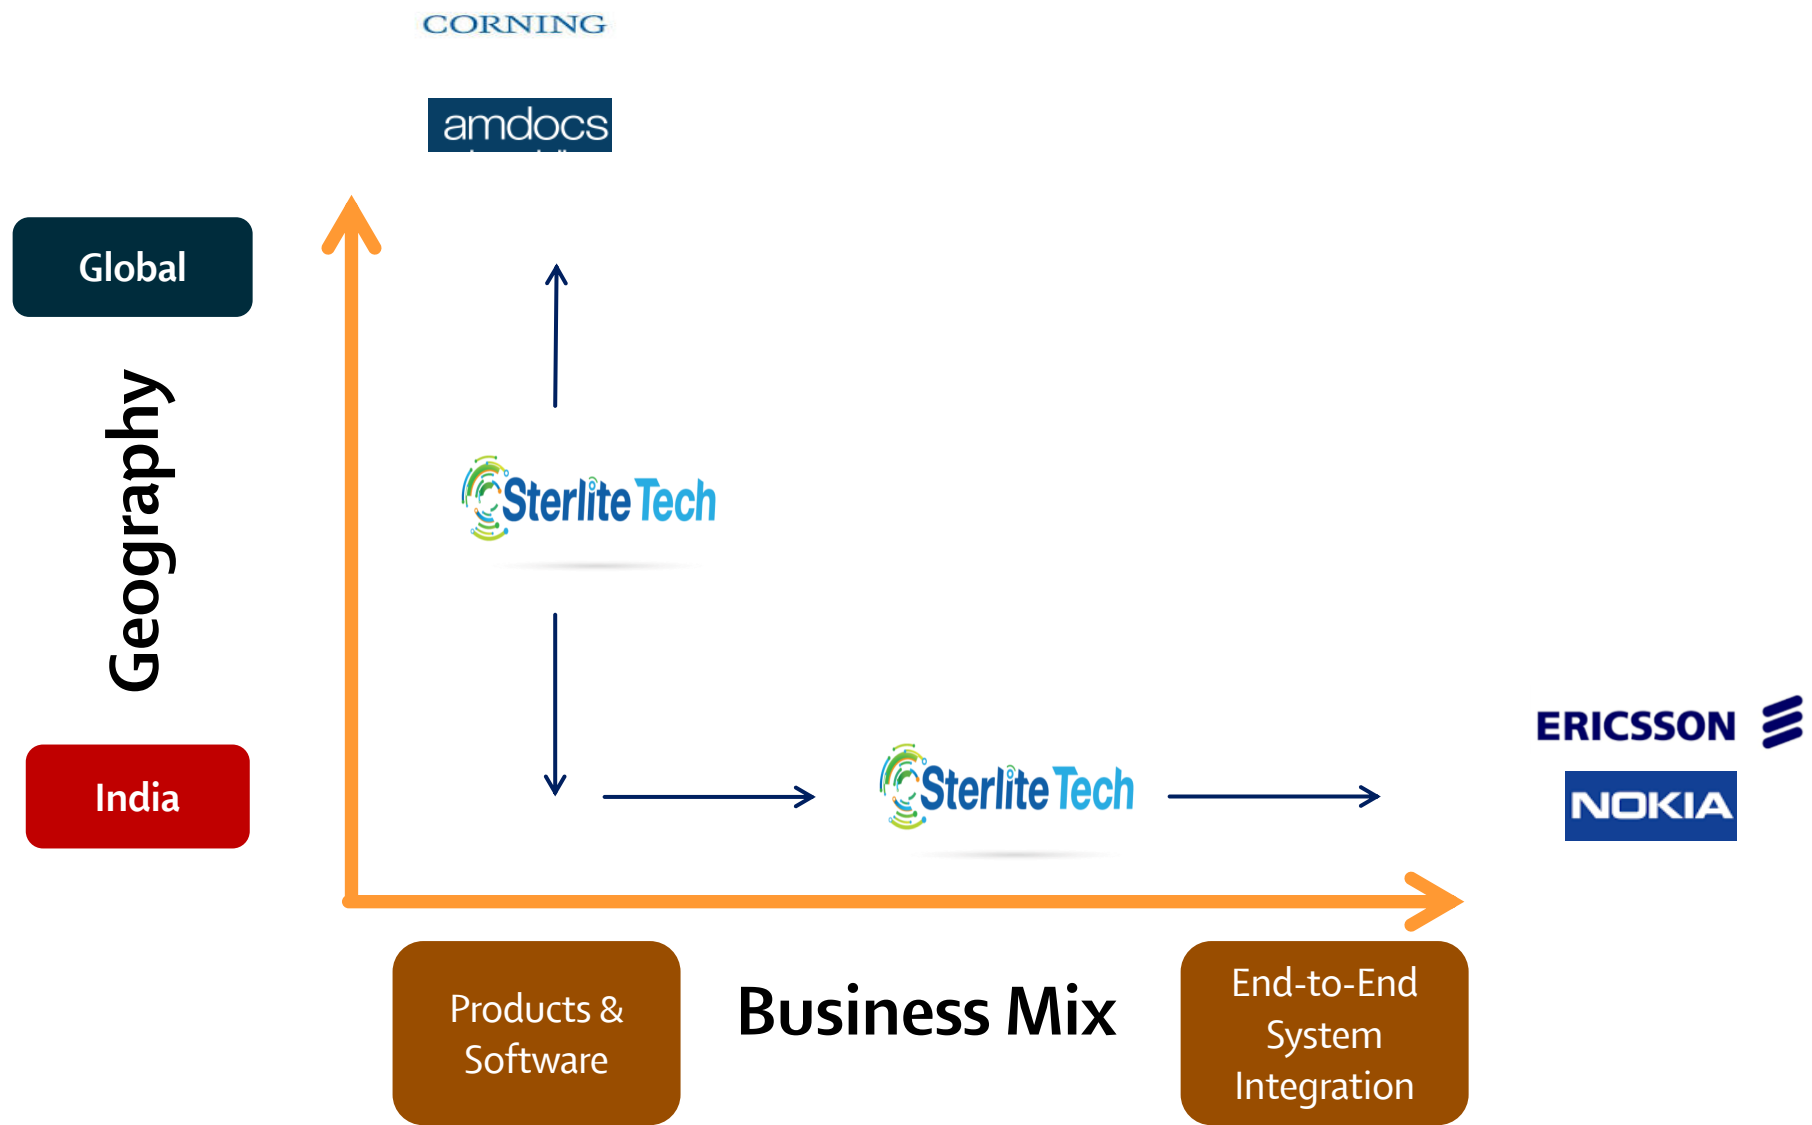 CORNING
amdocs
Global
Geography
Sterlite Tech
India
Sterlite Tech
ERICSSON
NOKIA
Products &
Software
Business Mix
End-to-End
System
Integration